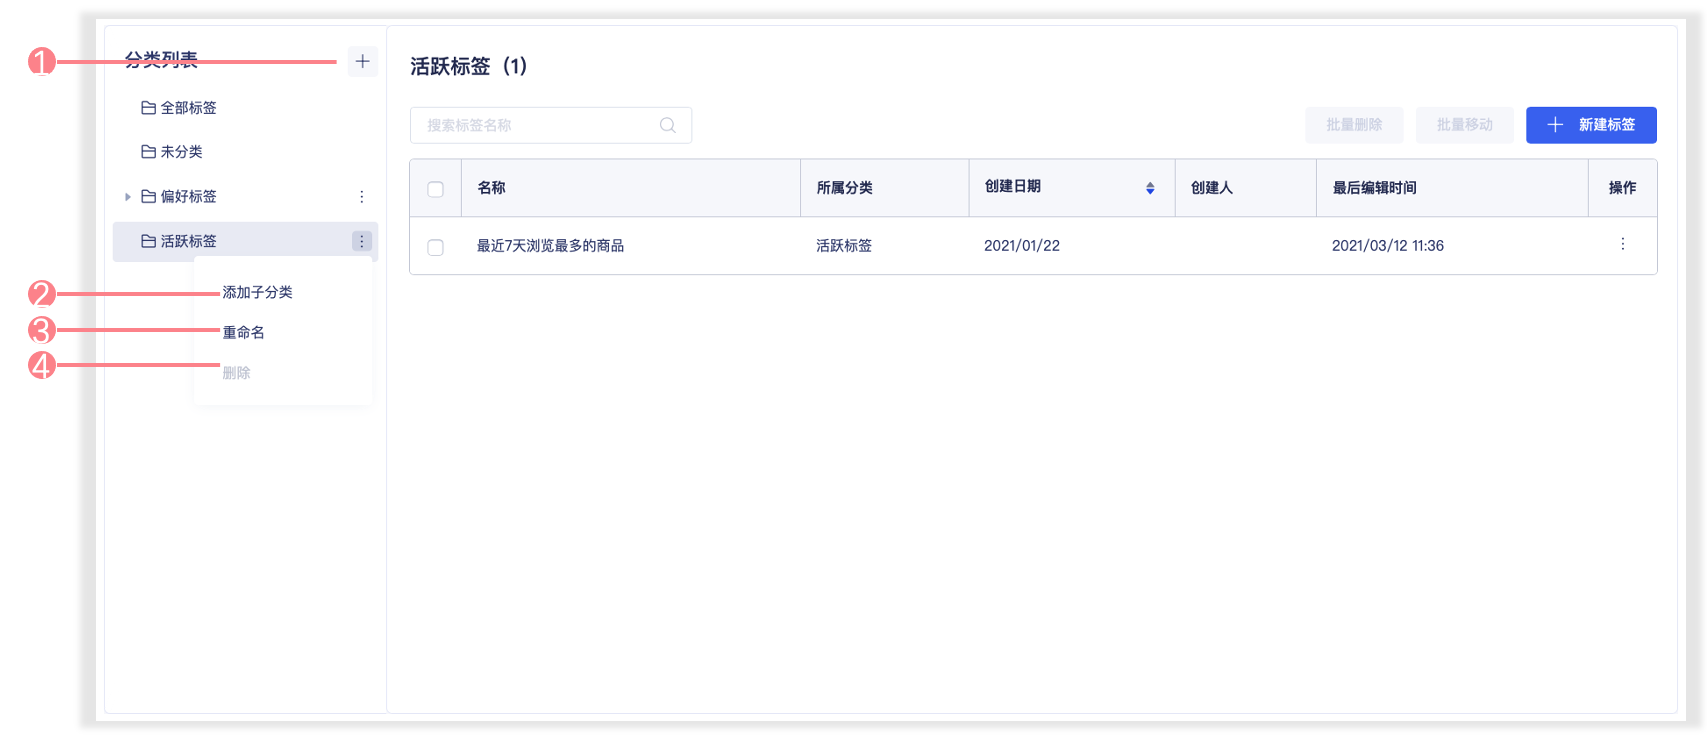 1
分类列表
全部标签
未分类
偏好标签
活跃标签
2
添加子分类
3
重命名
4
删除
活跃标签（1）
搜索标签名称
批量删除 批量移动 新建标签
名称 所属分类 创建日期 创建人 最后编辑时间 操作
最近7天浏览最多的商品 活跃标签 2021/01/22 2021/03/12 11:36